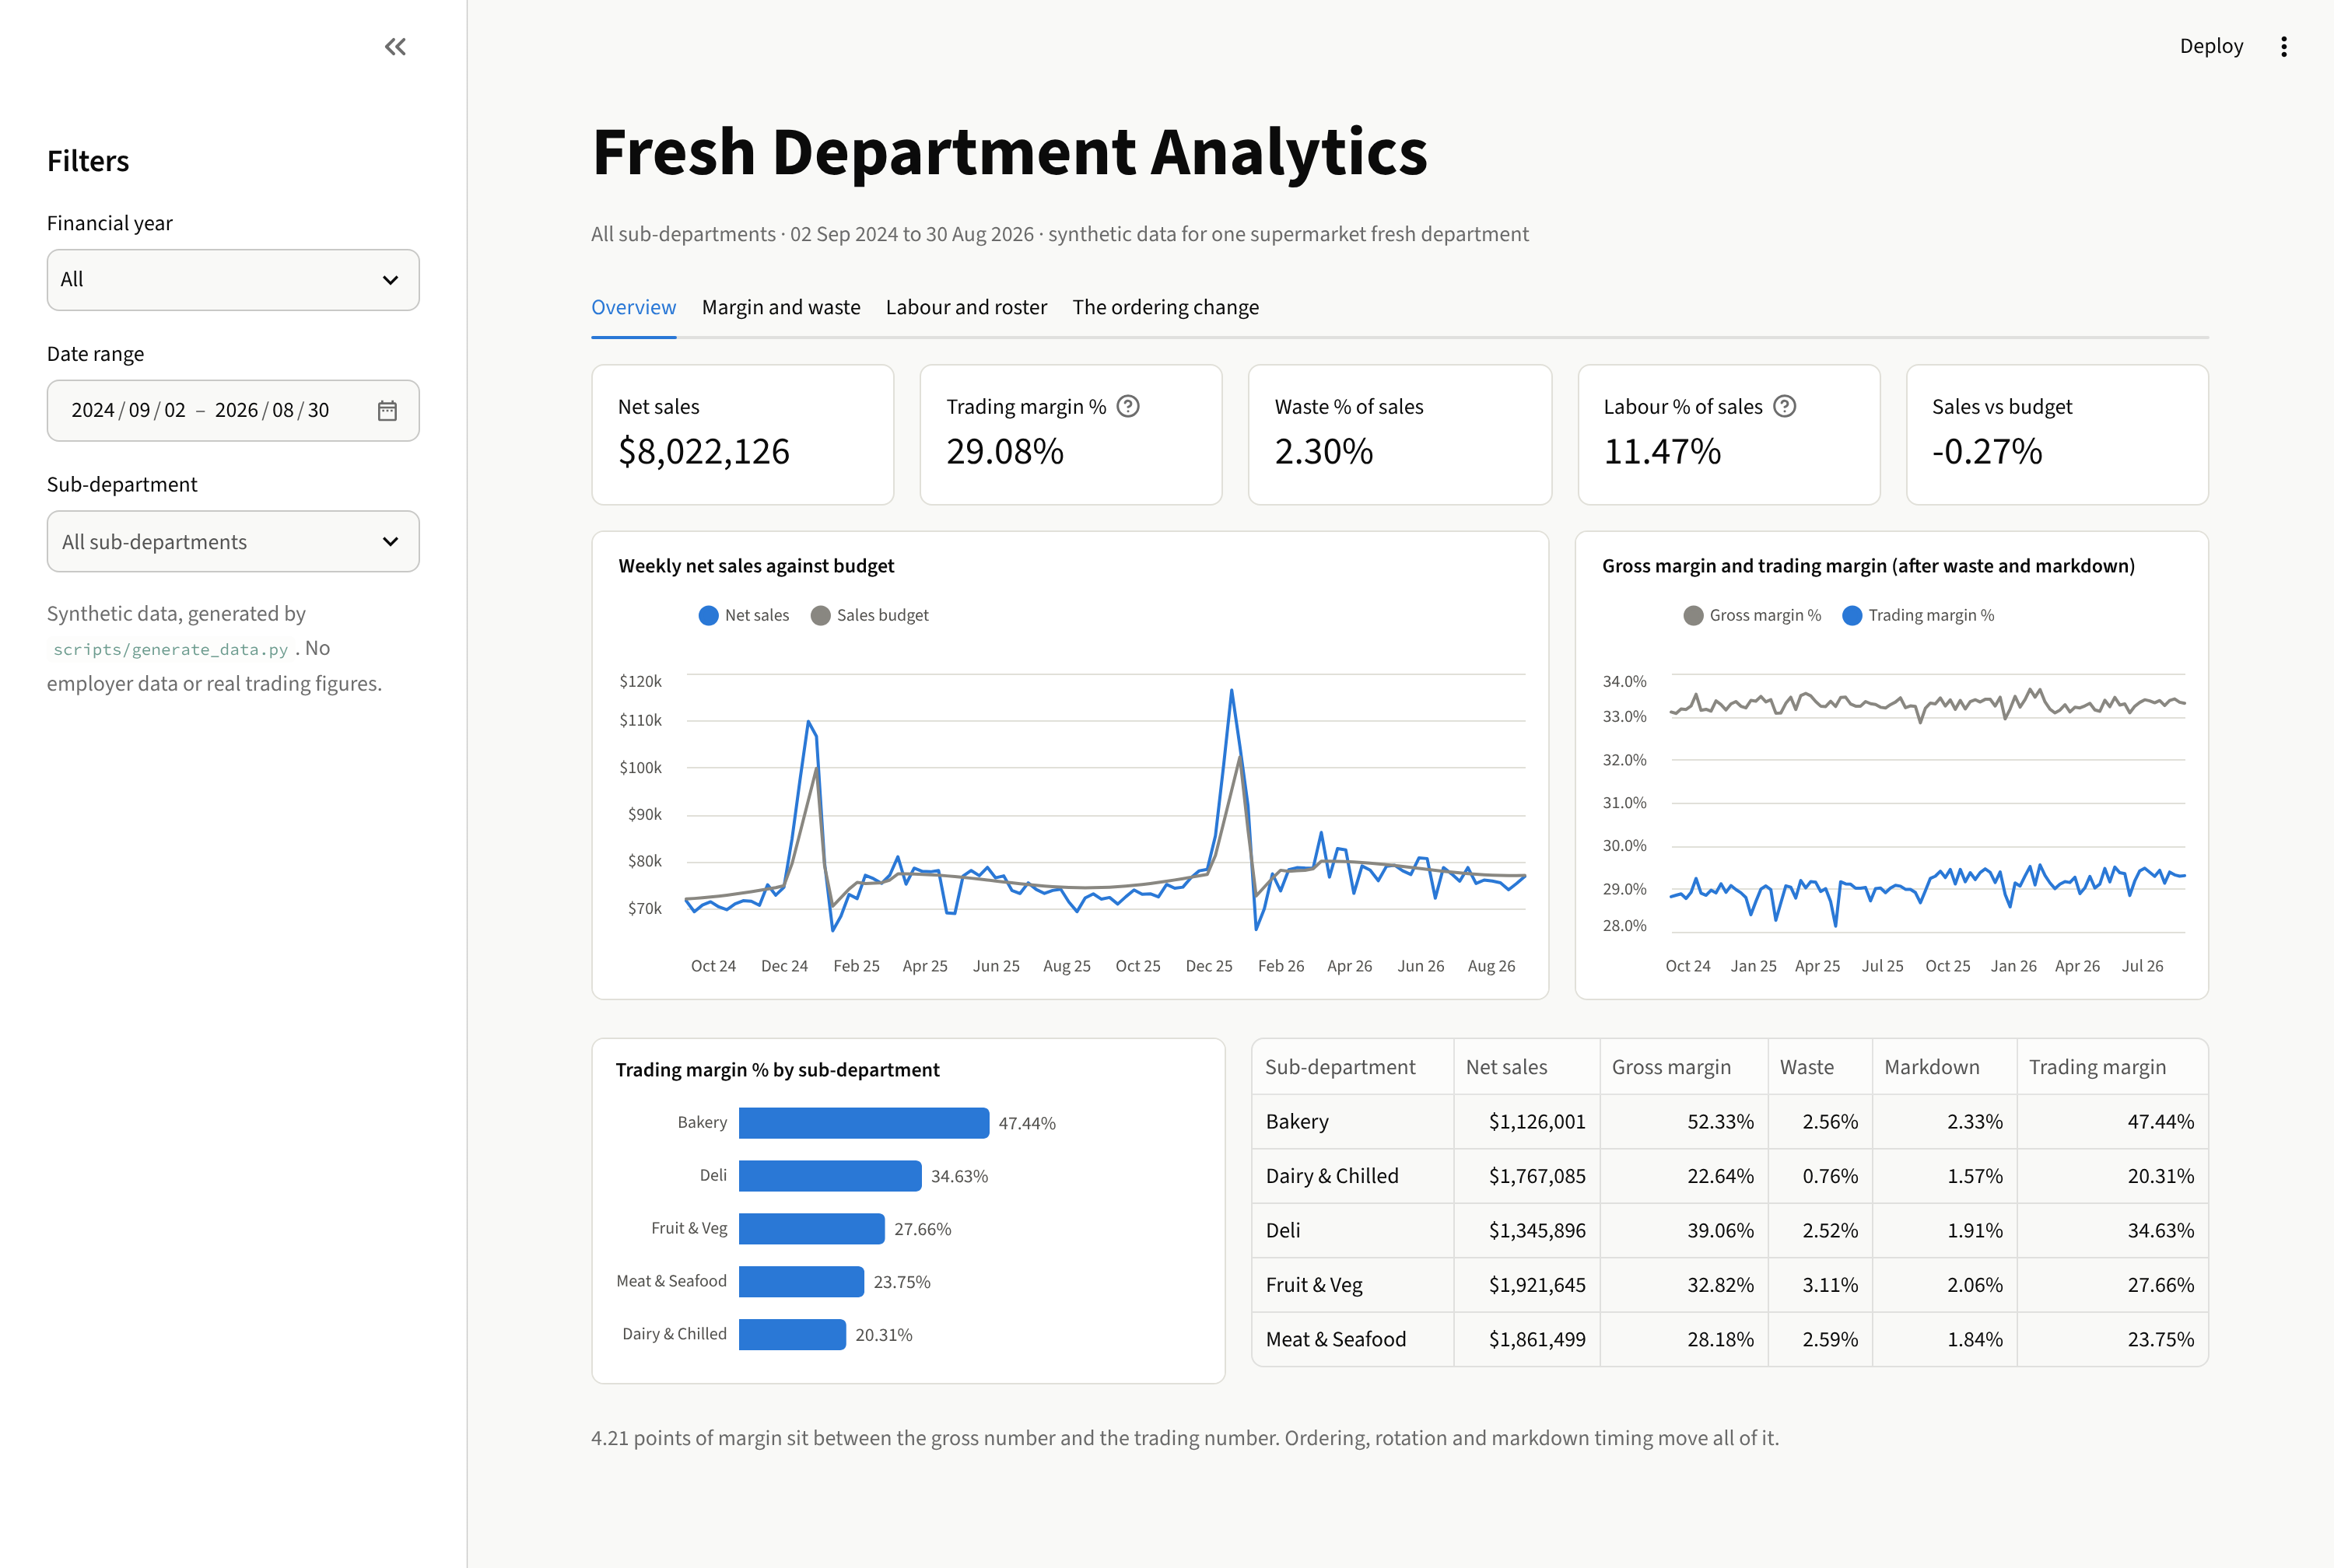 Deploy
Filters
Financial year
All
Date range
2024/09/02 – 2026/08/30
Sub-department
All sub-departments
Synthetic data, generated by
scripts/generate_data.py . No
employer data or real trading figures.
Fresh Department Analytics
All sub-departments · 02 Sep 2024 to 30 Aug 2026 · synthetic data for one supermarket fresh department
Overview Margin and waste Labour and roster The ordering change
Net sales
$8,022,126
Trading margin %
29.08%
Waste % of sales
2.30%
Labour % of sales
11.47%
Sales vs budget
-0.27%
Weekly net sales against budget
Net sales Sales budget
$120k
$110k
$100k
$90k
$80k
$70k
Oct 24 Dec 24 Feb 25 Apr 25 Jun 25 Aug 25 Oct 25 Dec 25 Feb 26 Apr 26 Jun 26 Aug 26
Gross margin and trading margin (after waste and markdown)
Gross margin % Trading margin %
34.0%
33.0%
32.0%
31.0%
30.0%
29.0%
28.0%
Oct 24 Jan 25 Apr 25 Jul 25 Oct 25 Jan 26 Apr 26 Jul 26
Trading margin % by sub-department
Bakery 47.44%
Deli 34.63%
Fruit & Veg 27.66%
Meat & Seafood 23.75%
Dairy & Chilled 20.31%
Sub-department Net sales Gross margin Waste Markdown Trading margin
Bakery $1,126,001 52.33% 2.56% 2.33% 47.44%
Dairy & Chilled $1,767,085 22.64% 0.76% 1.57% 20.31%
Deli $1,345,896 39.06% 2.52% 1.91% 34.63%
Fruit & Veg $1,921,645 32.82% 3.11% 2.06% 27.66%
Meat & Seafood $1,861,499 28.18% 2.59% 1.84% 23.75%
4.21 points of margin sit between the gross number and the trading number. Ordering, rotation and markdown timing move all of it.